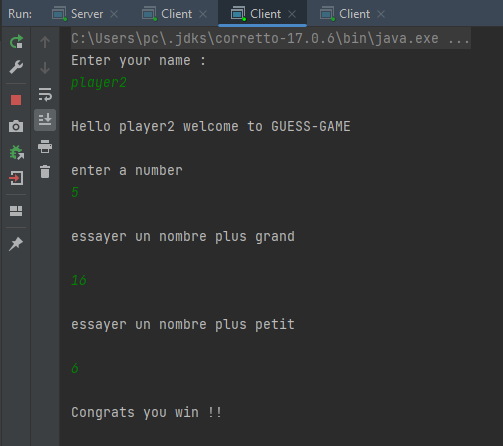 Run: Server Client Client Client
C:\Users\pc\.jdks\corretto-17.0.6\bin\java.exe ...
Enter your name :
player2
Hello player2 welcome to GUESS-GAME
enter a number
5
essayer un nombre plus grand
16
essayer un nombre plus petit
6
Congrats you win !!